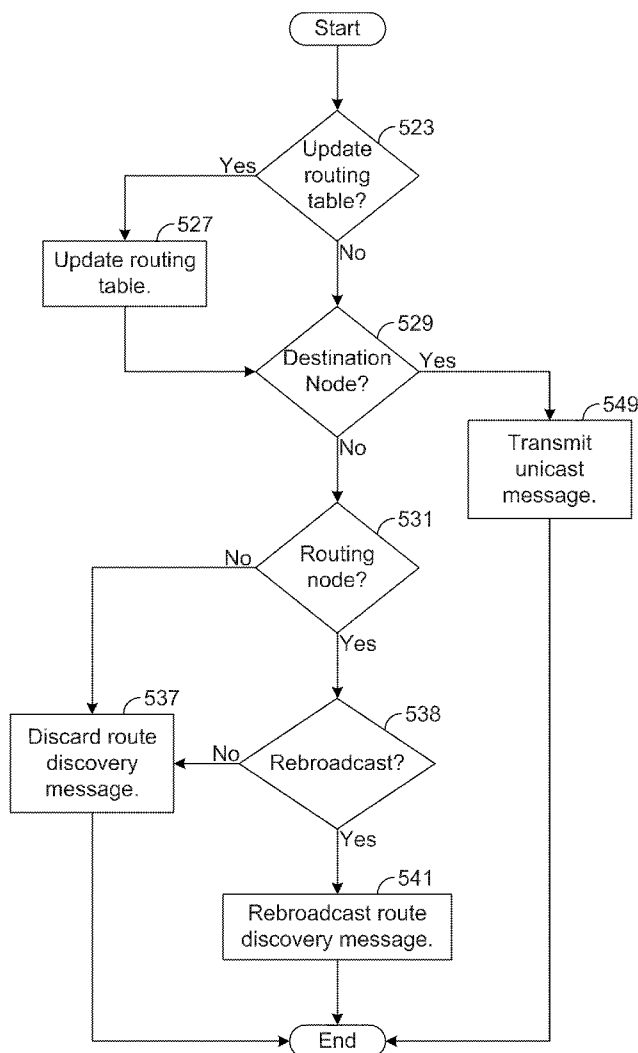 Start
523
Update
routing
table?
Yes
527
Update routing
table.
No
529
Destination
Node?
Yes
549
Transmit
unicast
message.
No
531
Routing
node?
No
Yes
537
Discard route
discovery
message.
538
Rebroadcast?
No
Yes
541
Rebroadcast route
discovery message.
End